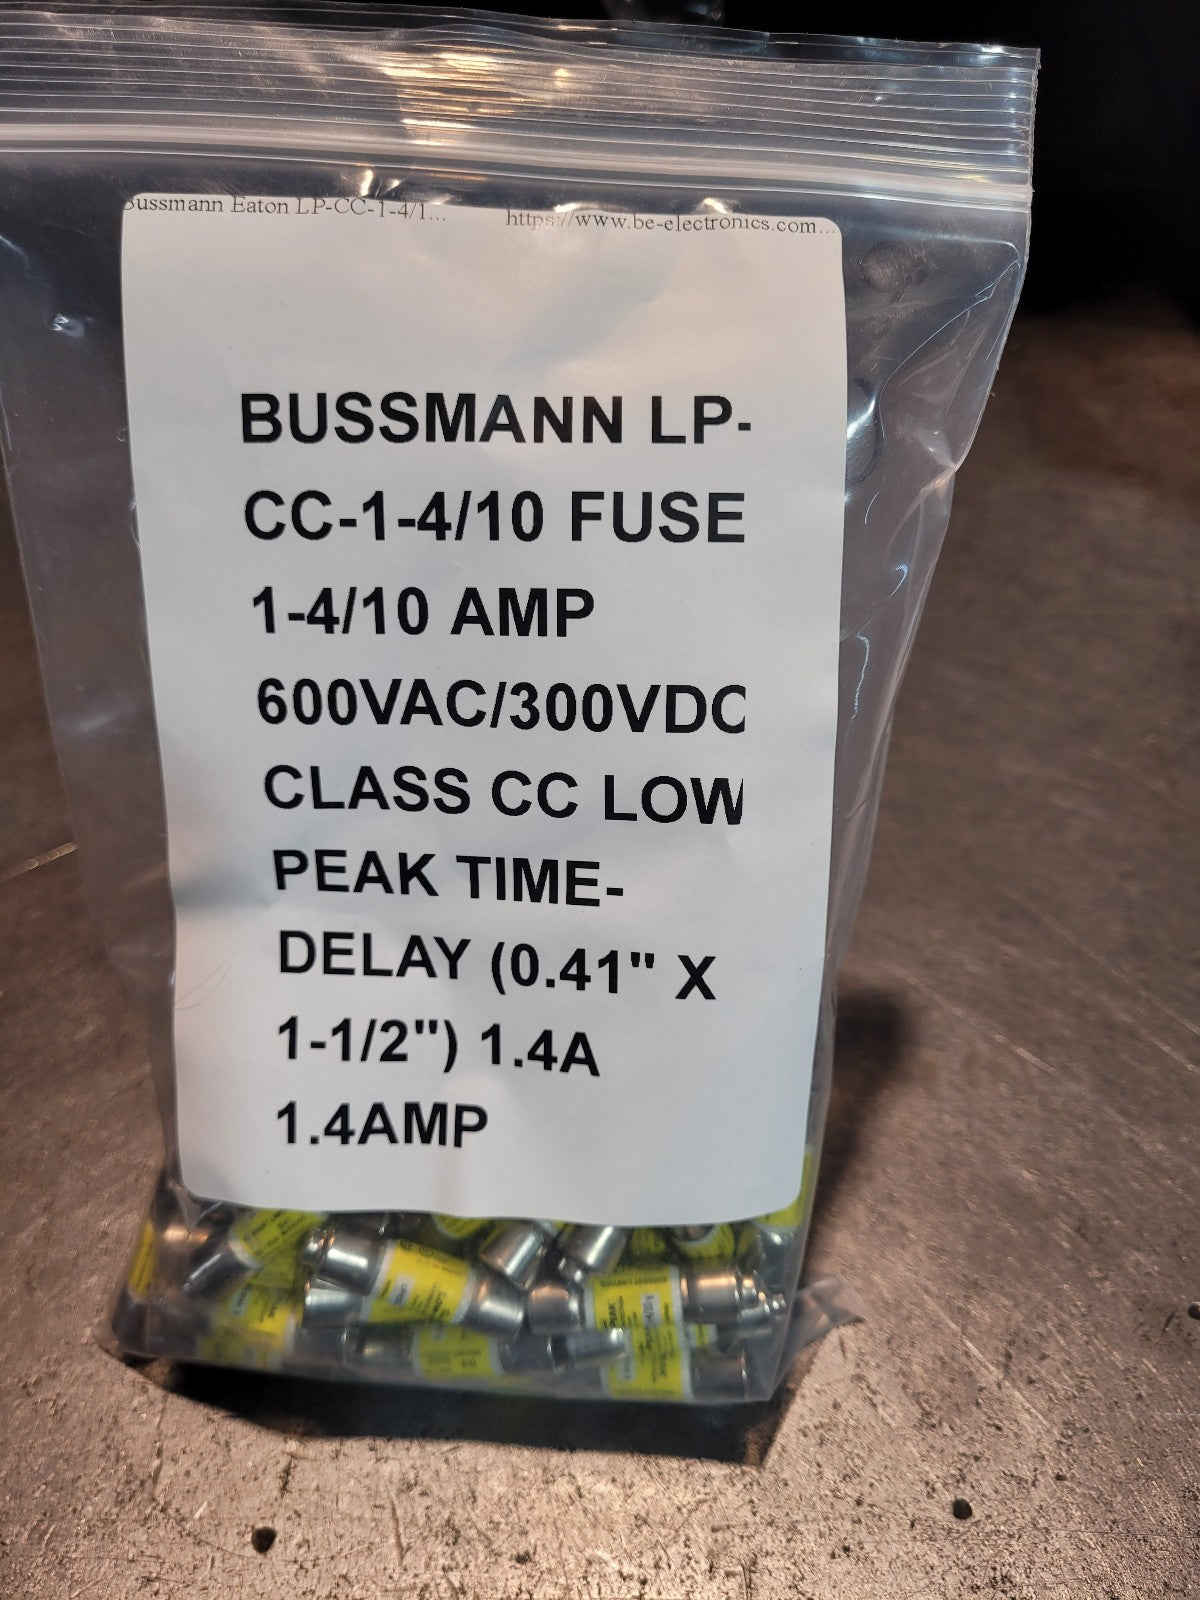 Bussmann Eaton LP-CC-1-4/1... https://www.be-electronics.com...
BUSSMANN LP-
CC-1-4/10 FUSE
1-4/10 AMP
600VAC/300VDC
CLASS CC LOW
PEAK TIME-
DELAY (0.41" X
1-1/2") 1.4A
1.4AMP